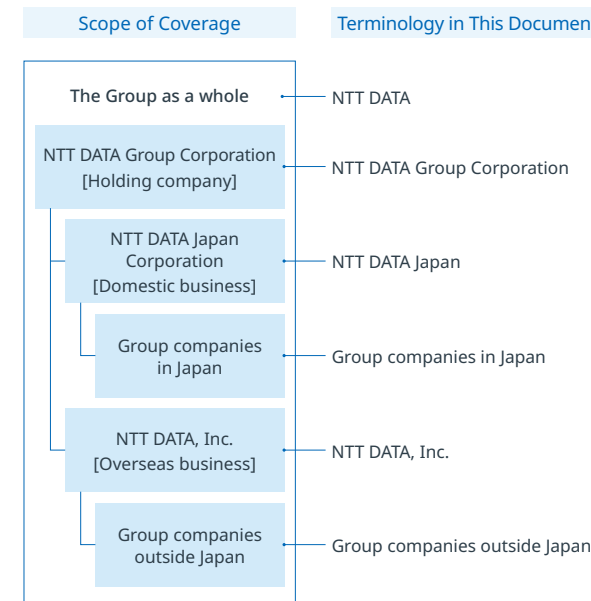 Scope of Coverage
Terminology in This Documen
The Group as a whole
NTT DATA
NTT DATA Group Corporation
[Holding company]
NTT DATA Group Corporation
NTT DATA Japan
Corporation
[Domestic business]
NTT DATA Japan
Group companies
in Japan
Group companies in Japan
NTT DATA, Inc.
[Overseas business]
NTT DATA, Inc.
Group companies
outside Japan
Group companies outside Japan